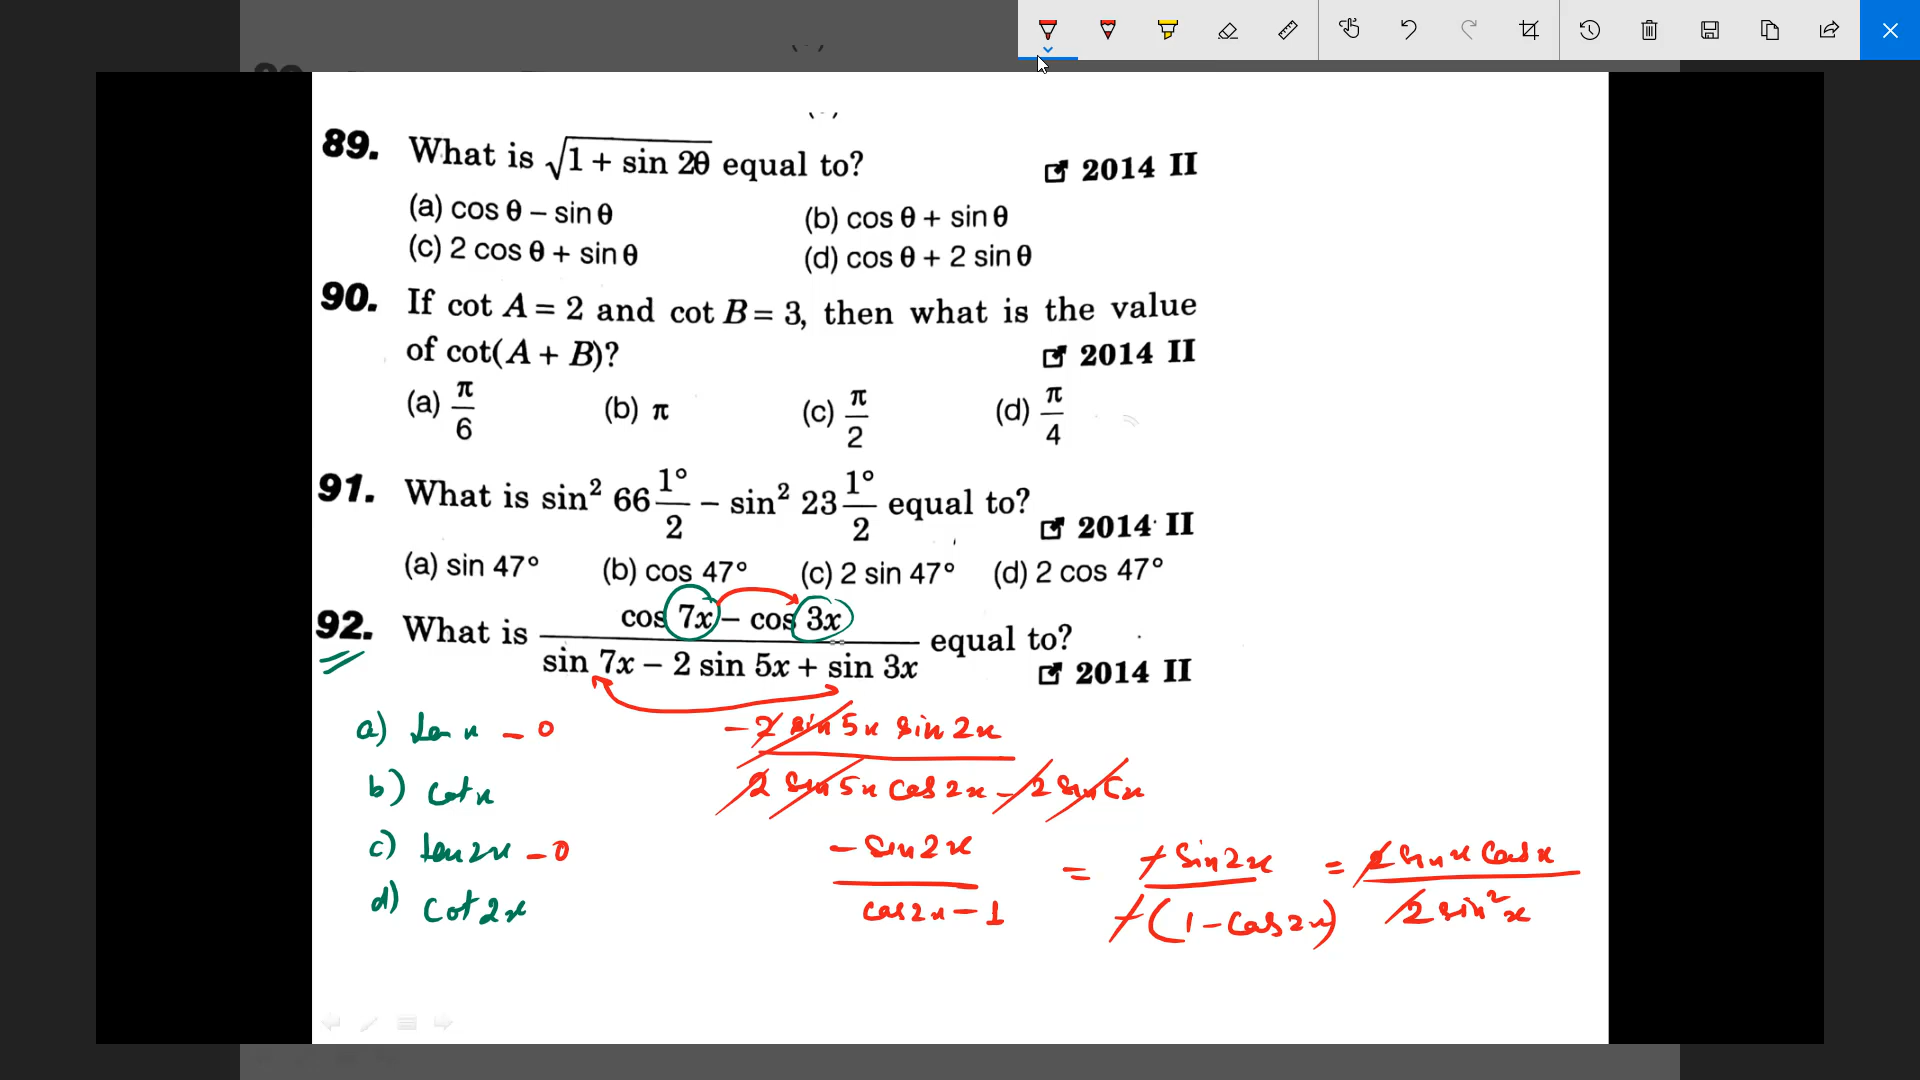 89. What is √1 + sin 2θ equal to? 2014 II
(a) cos θ – sin θ (b) cos θ + sin θ
(c) 2 cos θ + sin θ (d) cos θ + 2 sin θ
90. If cot A = 2 and cot B = 3, then what is the value
of cot(A + B)? 2014 II
(a) π/6 (b) π (c) π/2 (d) π/4
91. What is sin² 66 1°/2 – sin² 23 1°/2 equal to?
2014 II
(a) sin 47° (b) cos 47° (c) 2 sin 47° (d) 2 cos 47°
92. What is (cos 7x – cos 3x)/(sin 7x – 2 sin 5x + sin 3x) equal to?
2014 II
a) tan x – 0
b) cot x
c) tan 2x – 0
d) cot 2x
– 2 sin 5x sin 2x
2 sin 5x cos 2x – 2 sin 5x
– sin 2x / cos 2x – 1 = – sin 2x / – (1 – cos 2x) = 2 sin x cos x / 2 sin² x